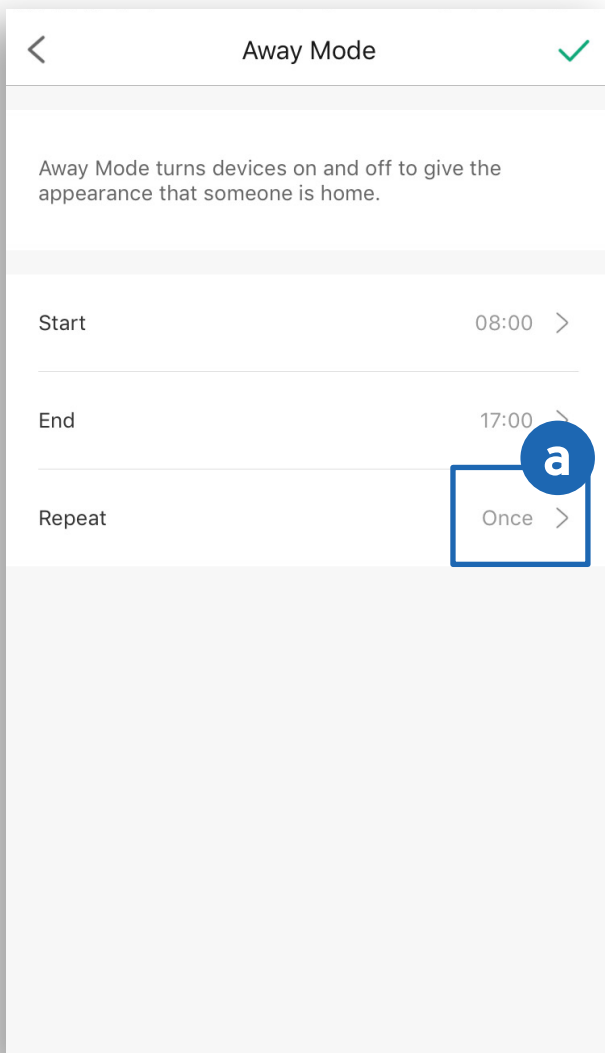 Away Mode
Away Mode turns devices on and off to give the
appearance that someone is home.
Start 08:00
End 17:00
a
Repeat Once